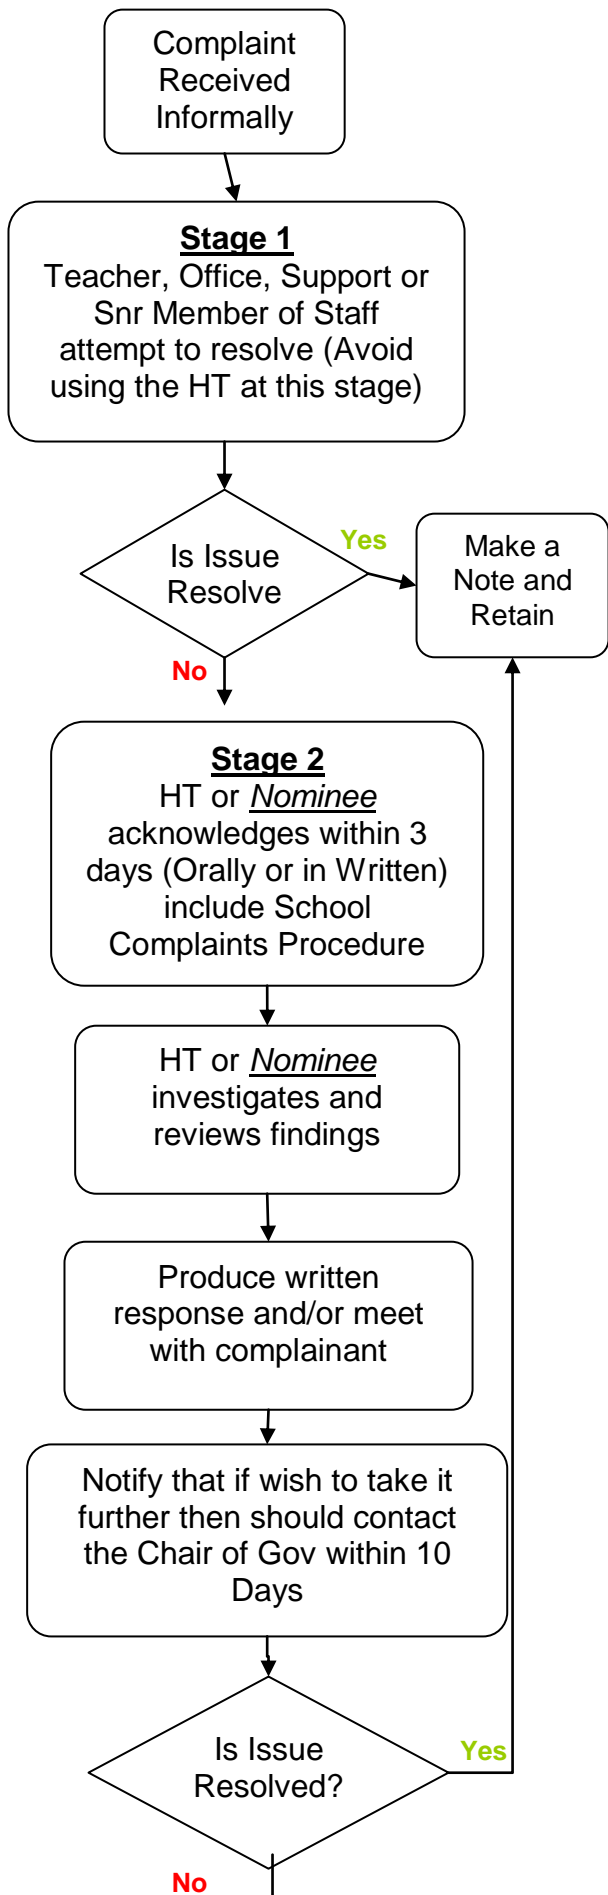 Complaint
Received
Informally
Stage 1
Teacher, Office, Support or
Snr Member of Staff
attempt to resolve (Avoid
using the HT at this stage)
Is Issue
Resolve
Yes
Make a
Note and
Retain
No
Stage 2
HT or Nominee
acknowledges within 3
days (Orally or in Written)
include School
Complaints Procedure
HT or Nominee
investigates and
reviews findings
Produce written
response and/or meet
with complainant
Notify that if wish to take it
further then should contact
the Chair of Gov within 10
Days
Is Issue
Resolved?
Yes
No